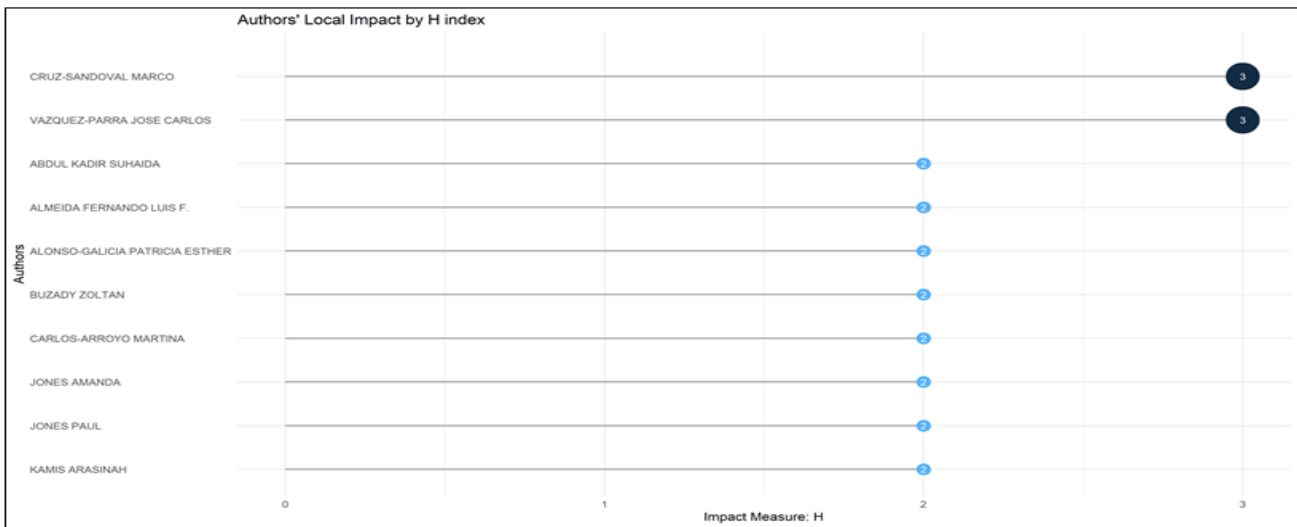 Authors' Local Impact by H index
CRUZ-SANDOVAL MARCO
3
VAZQUEZ-PARRA JOSE CARLOS
3
ABDUL KADIR SUHAIDA
2
ALMEIDA FERNANDO LUIS F.
2
ALONSO-GALICIA PATRICIA ESTHER
2
Authors
BUZADY ZOLTAN
2
CARLOS-ARROYO MARTINA
2
JONES AMANDA
2
JONES PAUL
2
KAMIS ARASINAH
2
0
1
2
3
Impact Measure: H